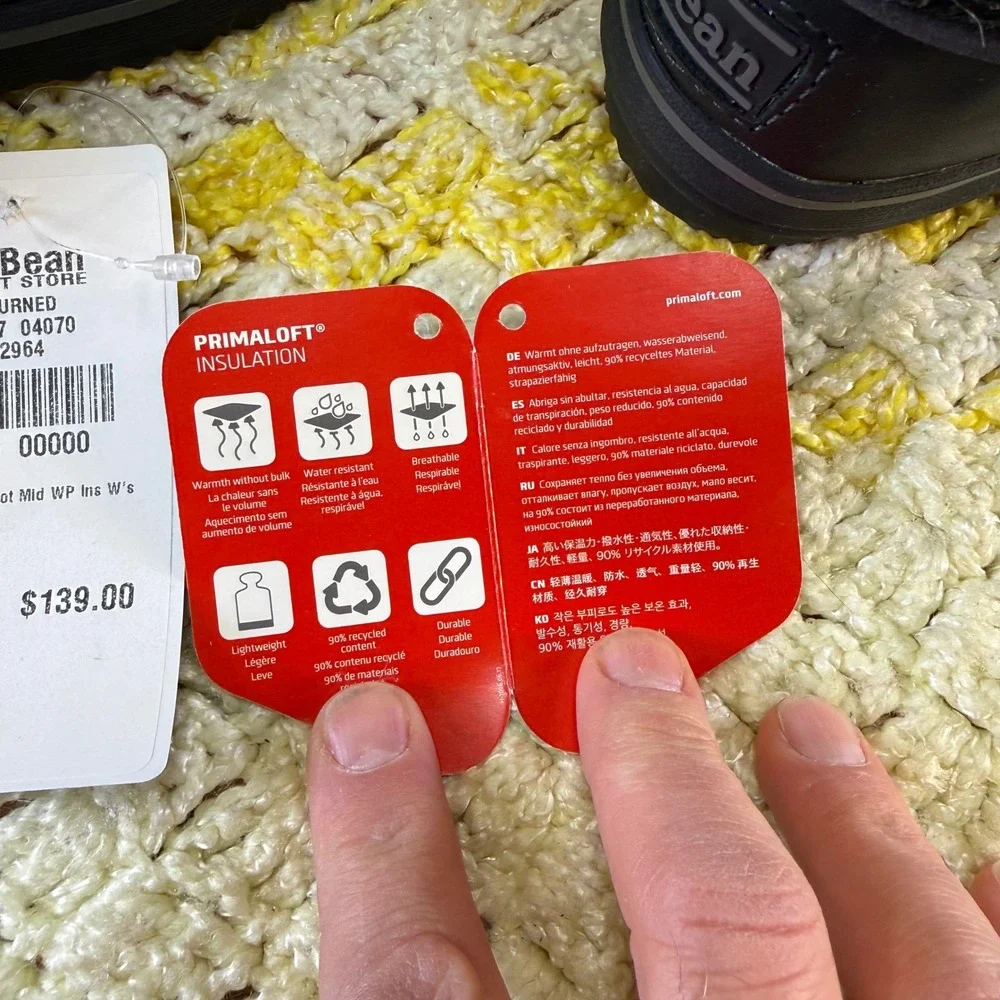 Bean
T STORE
URNED
7 04070
2964
00000
ot Mid WP Ins W's
$139.00
PRIMALOFT®
INSULATION
Warmth without bulk
La chaleur sans
le volume
Aquecimento sem
aumento de volume
Water resistant
Résistante à l'eau
Resistente a água,
respirável
Breathable
Respirable
Respirável
Lightweight
Légère
Leve
90% recycled
content
90% contenu recyclé
90% de materiais
Durable
Durable
Duradouro
primaloft.com
DE Wärmt ohne aufzutragen, wasserabweisend,
atmungsaktiv, leicht, 90% recyceltes Material,
strapazierfähig
ES Abriga sin abultar, resistencia al agua, capacidad
de transpiración, peso reducido, 90% contenido
reciclado y durabilidad
IT Calore senza ingombro, resistente all'acqua,
traspirante, leggero, 90% materiale riciclato, durevole
RU Сохраняет тепло без увеличения объема,
отталкивает влагу, пропускает воздух, мало весит,
на 90% состоит из переработанного материала,
износостойкий
JA 高い保温力・撥水性・通気性、優れた収納性・
耐久性、軽量、90% リサイクル素材使用。
CN 轻薄温暖、防水、透气、重量轻、90% 再生
材质、经久耐穿
KO 작은 부피로도 높은 보온 효과,
발수성, 통기성, 경량,
90% 재활용
ean